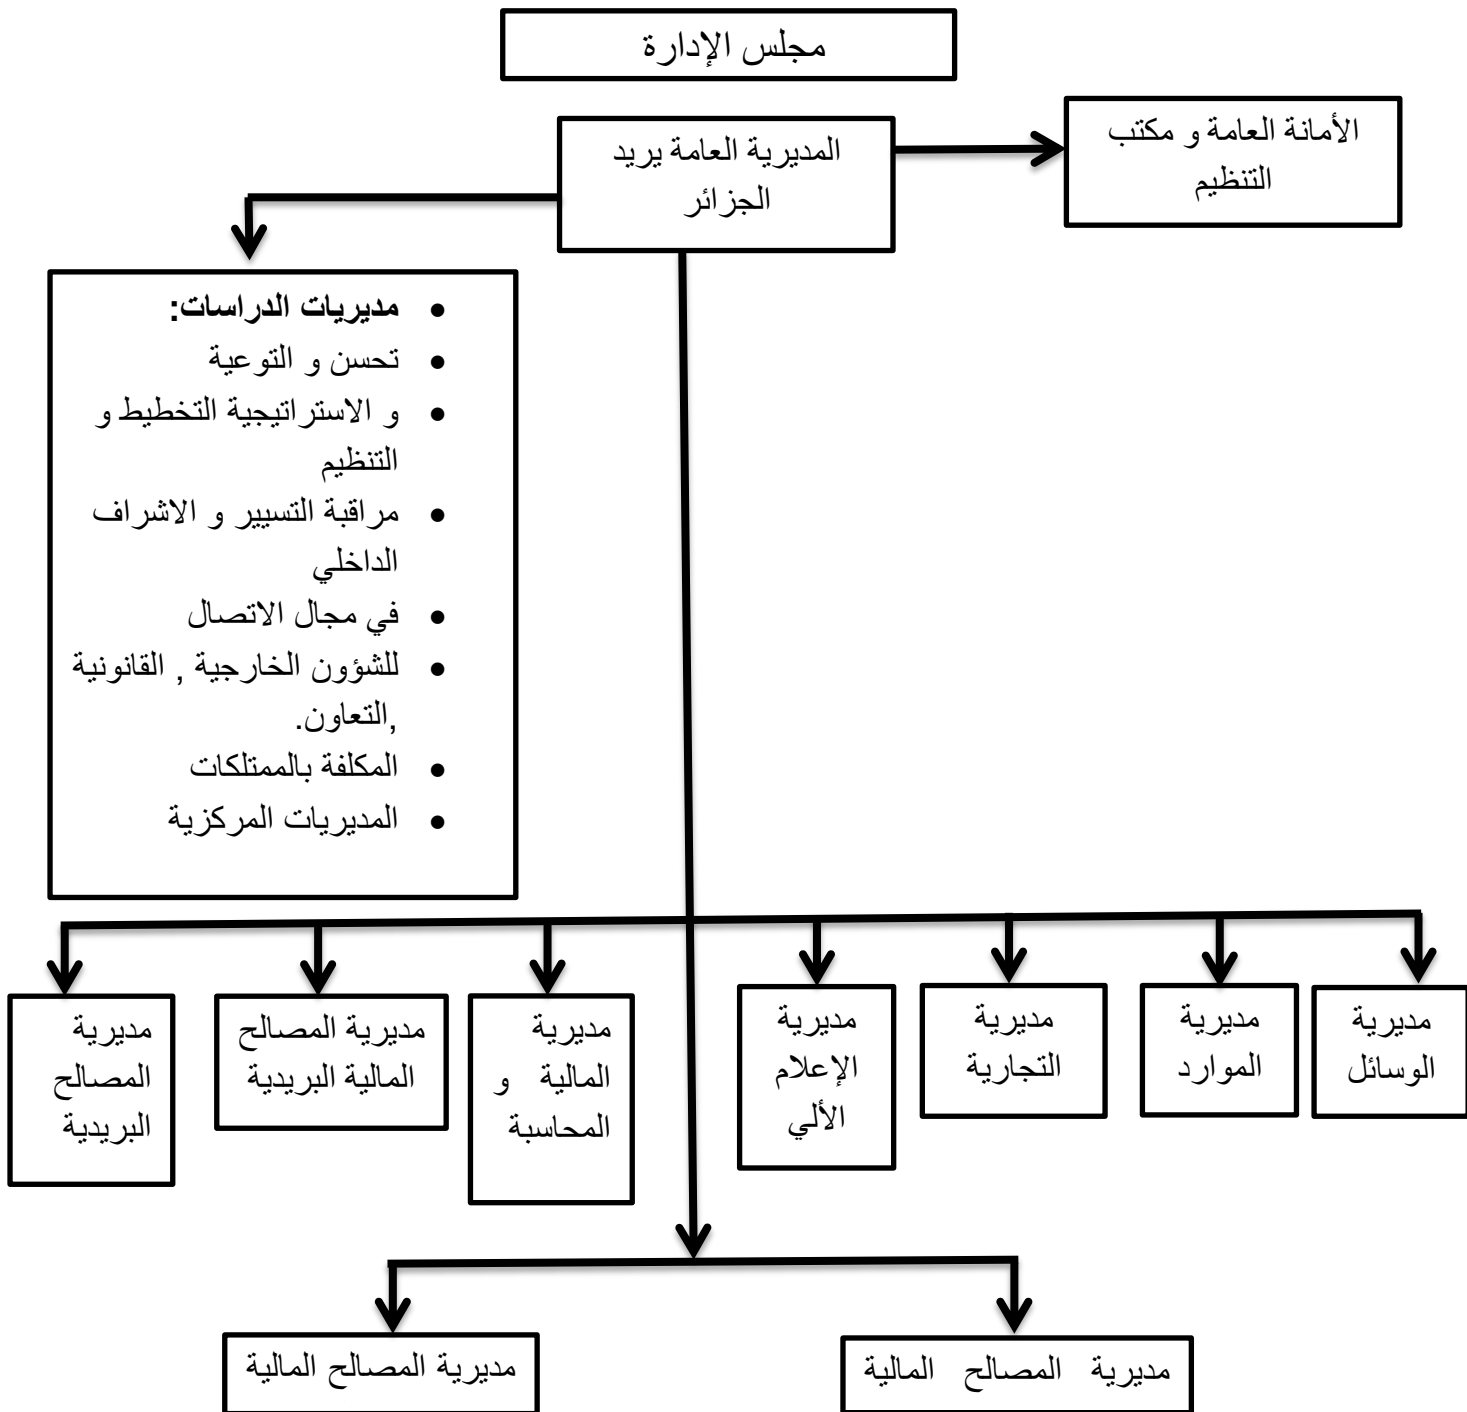 مجلس الإدارة
الأمانة العامة و مكتب
التنظيم
المديرية العامة يريد
الجزائر
• مديريات الدراسات:
• تحسن و التوعية
• و الاستراتيجية التخطيط و
التنظيم
• مراقبة التسيير و الاشراف
الداخلي
• في مجال الاتصال
• للشؤون الخارجية , القانونية
,التعاون.
• المكلفة بالممتلكات
• المديريات المركزية
مديرية
الوسائل
مديرية
الموارد
مديرية
التجارية
مديرية
الإعلام
الألي
مديرية
المالية و
المحاسبة
مديرية المصالح
المالية البريدية
مديرية
المصالح
البريدية
مديرية المصالح المالية
مديرية المصالح المالية